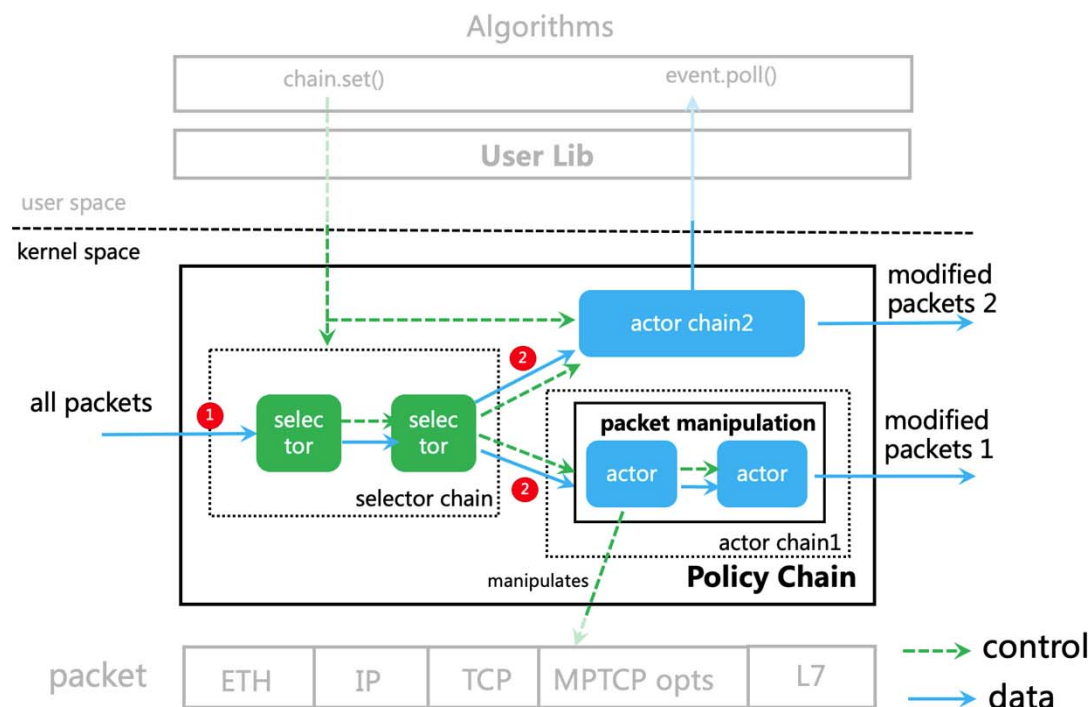 Algorithms
chain.set()
event.poll()
User Lib
user space
kernel space
modified
packets 2
actor chain2
2
all packets
1
selec
tor
selec
tor
selector chain
2
packet manipulation
actor
actor
modified
packets 1
actor chain1
manipulates
Policy Chain
packet
ETH
IP
TCP
MPTCP opts
L7
control
data